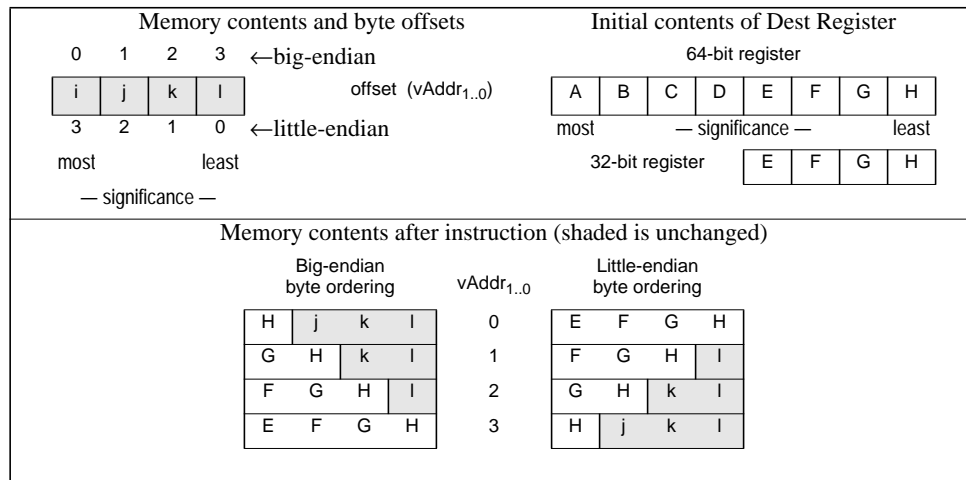 Memory contents and byte offsets
Initial contents of Dest Register
0 1 2 3 ←big-endian
64-bit register
i j k l
offset (vAddr1..0)
A B C D E F G H
3 2 1 0 ←little-endian
most — significance — least
most least
32-bit register E F G H
— significance —
Memory contents after instruction (shaded is unchanged)
Big-endian
byte ordering
vAddr1..0
Little-endian
byte ordering
H j k l 0 E F G H
G H k l 1 F G H l
F G H l 2 G H k l
E F G H 3 H j k l